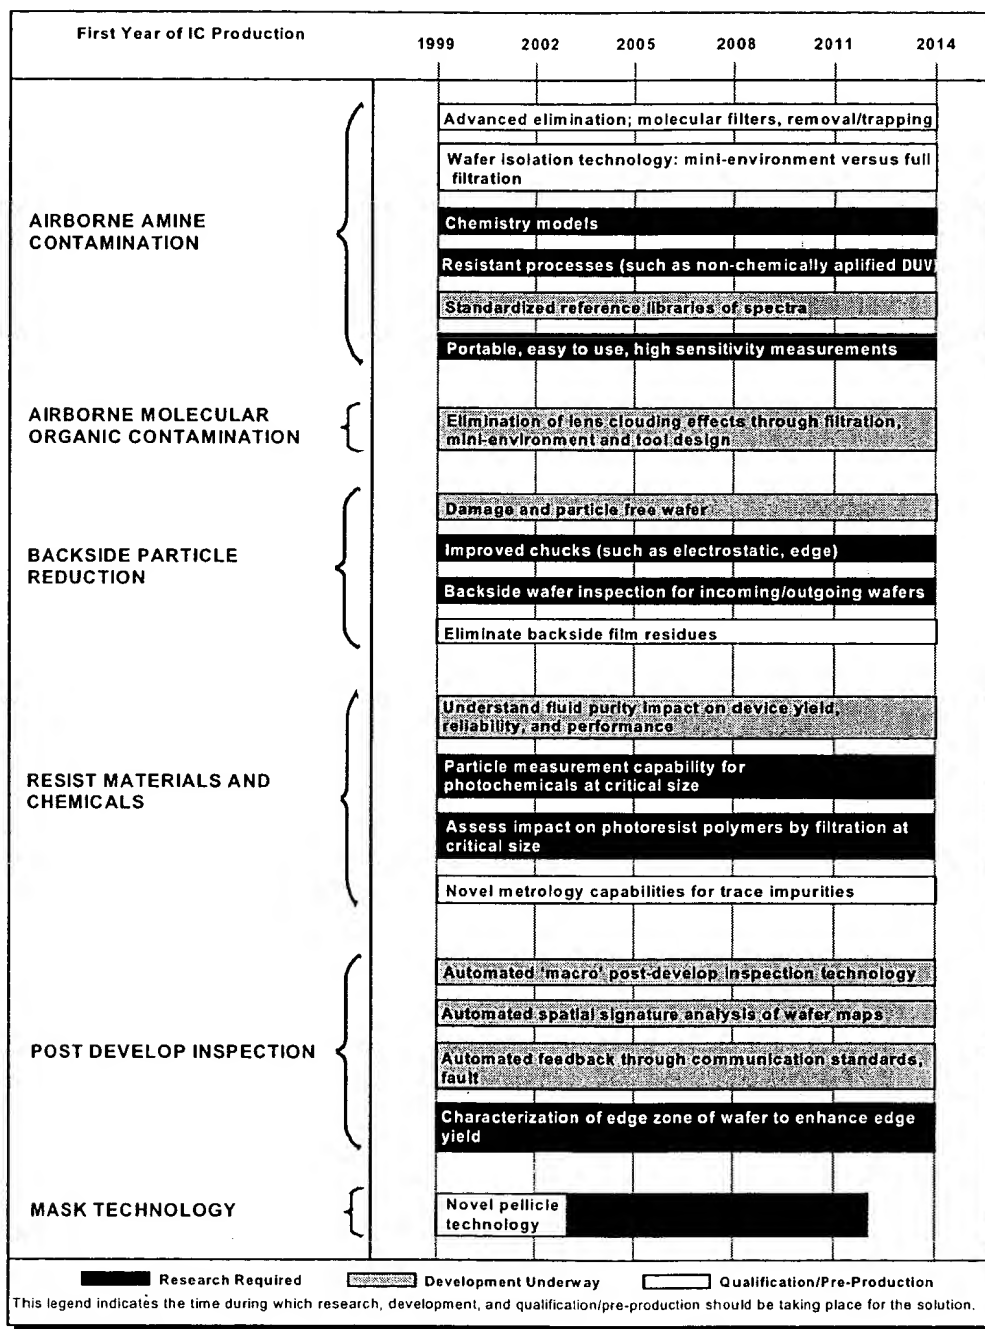 First Year of IC Production
1999 2002 2005 2008 2011 2014
AIRBORNE AMINE
CONTAMINATION
Advanced elimination; molecular filters, removal/trapping
Wafer isolation technology: mini-environment versus full
filtration
Chemistry models
Resistant processes (such as non-chemically aplified DUV)
Standardized reference libraries of spectra
Portable, easy to use, high sensitivity measurements
AIRBORNE MOLECULAR
ORGANIC CONTAMINATION
Elimination of lens clouding effects through filtration,
mini-environment and tool design
BACKSIDE PARTICLE
REDUCTION
Damage and particle free wafer
Improved chucks (such as electrostatic, edge)
Backside wafer inspection for incoming/outgoing wafers
Eliminate backside film residues
RESIST MATERIALS AND
CHEMICALS
Understand fluid purity impact on device yield,
reliability, and performance
Particle measurement capability for
photochemicals at critical size
Assess impact on photoresist polymers by filtration at
critical size
Novel metrology capabilities for trace impurities
POST DEVELOP INSPECTION
Automated 'macro' post-develop inspection technology
Automated spatial signature analysis of wafer maps
Automated feedback through communication standards,
fault
Characterization of edge zone of wafer to enhance edge
yield
MASK TECHNOLOGY
Novel pellicle
technology
Research Required Development Underway Qualification/Pre-Production
This legend indicates the time during which research, development, and qualification/pre-production should be taking place for the solution.